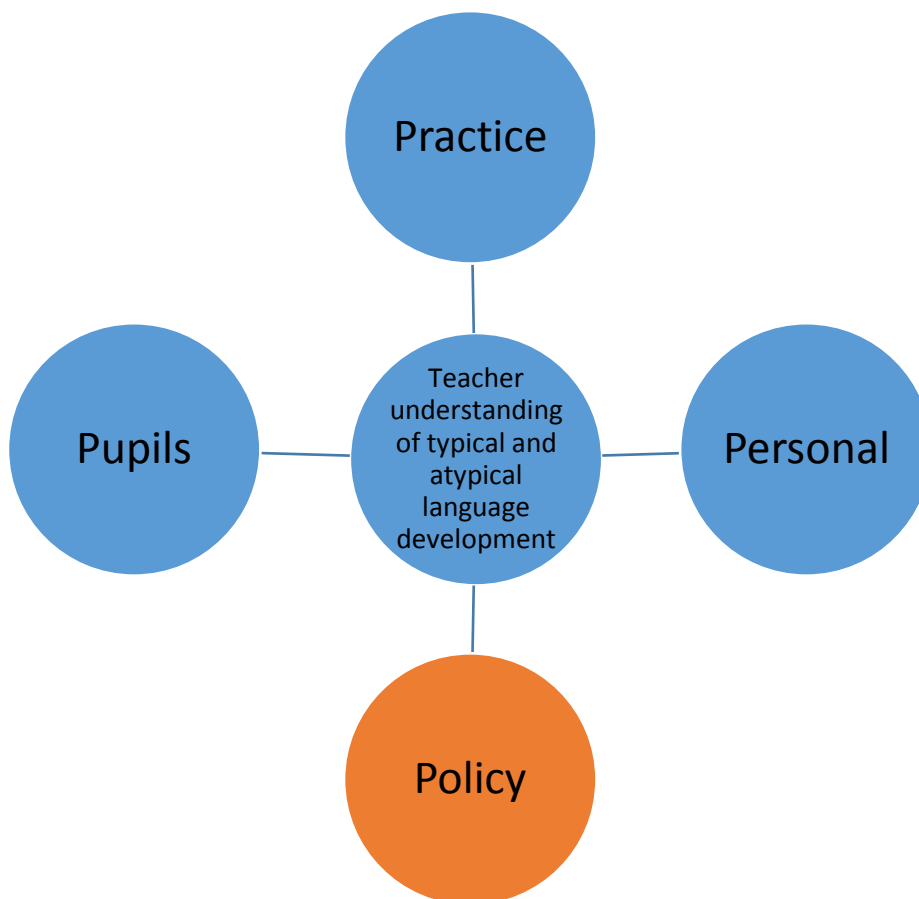 Practice
Pupils
Teacher
understanding
of typical and
atypical
language
development
Personal
Policy